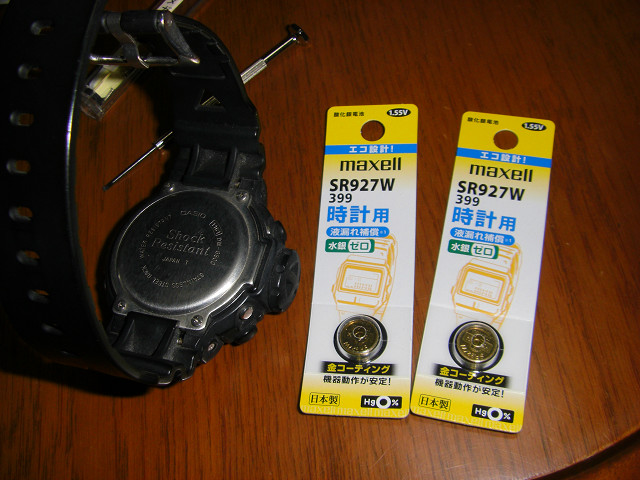 CASIO
Shock
Resistant
JAPAN
酸化銀電池 1.55V
エコ設計!
maxell
SR927W
399
時計用
液漏れ補償
水銀ゼロ
金コーティング
機器動作が安定!
日本製 Hg0%
酸化銀電池 1.55V
エコ設計!
maxell
SR927W
399
時計用
液漏れ補償
水銀ゼロ
金コーティング
機器動作が安定!
日本製 Hg0%